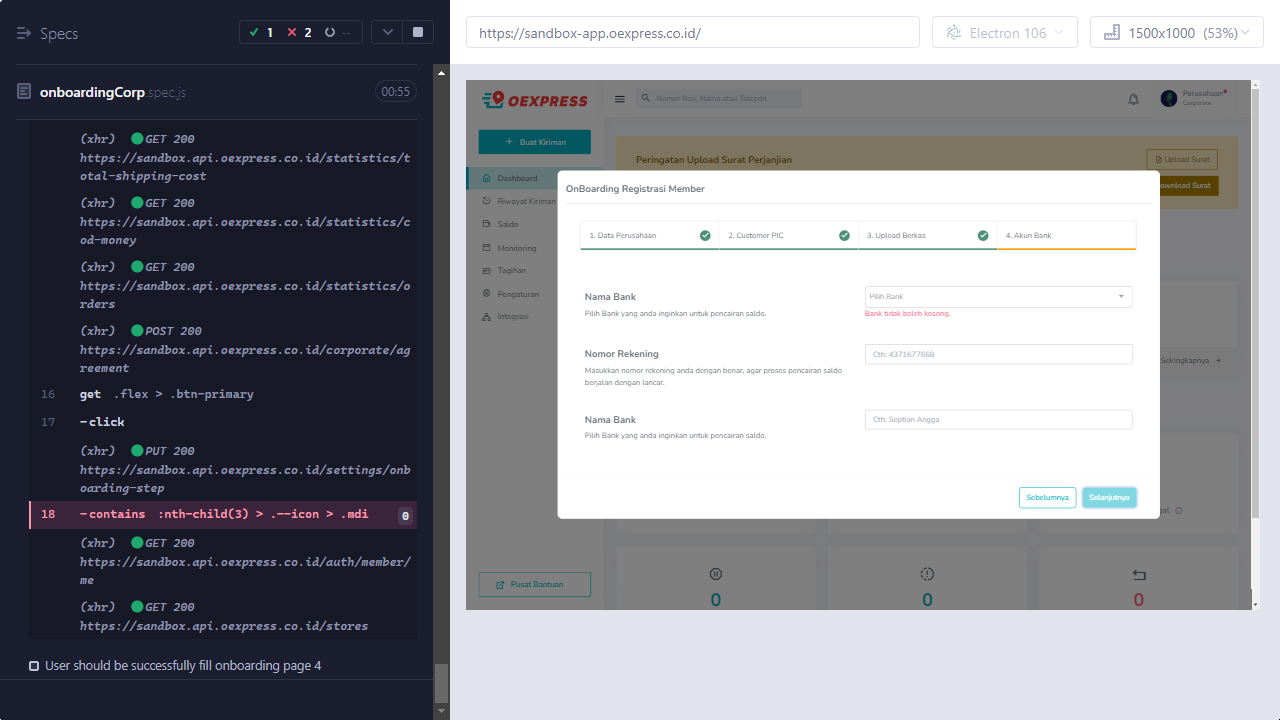 Specs
1
2
--
onboardingCorp.spec.js
00:55
(xhr) GET 200
https://sandbox.api.oexpress.co.id/statistics/t
otal-shipping-cost
(xhr) GET 200
https://sandbox.api.oexpress.co.id/statistics/c
od-money
(xhr) GET 200
https://sandbox.api.oexpress.co.id/statistics/o
rders
(xhr) POST 200
https://sandbox.api.oexpress.co.id/corporate/ag
reement
16 get .flex > .btn-primary
17 -click
(xhr) PUT 200
https://sandbox.api.oexpress.co.id/settings/onb
oarding-step
18 -contains :nth-child(3) > .--icon > .mdi 0
(xhr) GET 200
https://sandbox.api.oexpress.co.id/auth/member/
me
(xhr) GET 200
https://sandbox.api.oexpress.co.id/stores
User should be successfully fill onboarding page 4
https://sandbox-app.oexpress.co.id/
Electron 106
1500x1000 (53%)
OEXPRESS
Nomor Resi, Nama atau Telepon
Perusahaan
Corporate
+ Buat Kiriman
Dashboard
Riwayat Kiriman
Saldo
Monitoring
Tagihan
Pengaturan
Integrasi
Pusat Bantuan
Peringatan Upload Surat Perjanjian
Upload Surat
ownload Surat
OnBoarding Registrasi Member
1. Data Perusahaan
2. Customer PIC
3. Upload Berkas
4. Akun Bank
Nama Bank
Pilih Bank yang anda inginkan untuk pencairan saldo.
Pilih Bank
Bank tidak boleh kosong.
Nomor Rekening
Masukkan nomor rekening anda dengan benar, agar proses pencairan saldo
berjalan dengan lancar.
Cth: 4371677668
Nama Bank
Pilih Bank yang anda inginkan untuk pencairan saldo.
Cth: Septian Angga
Sebelumnya
Selanjutnya
Selengkapnya +
gal
0
0
0